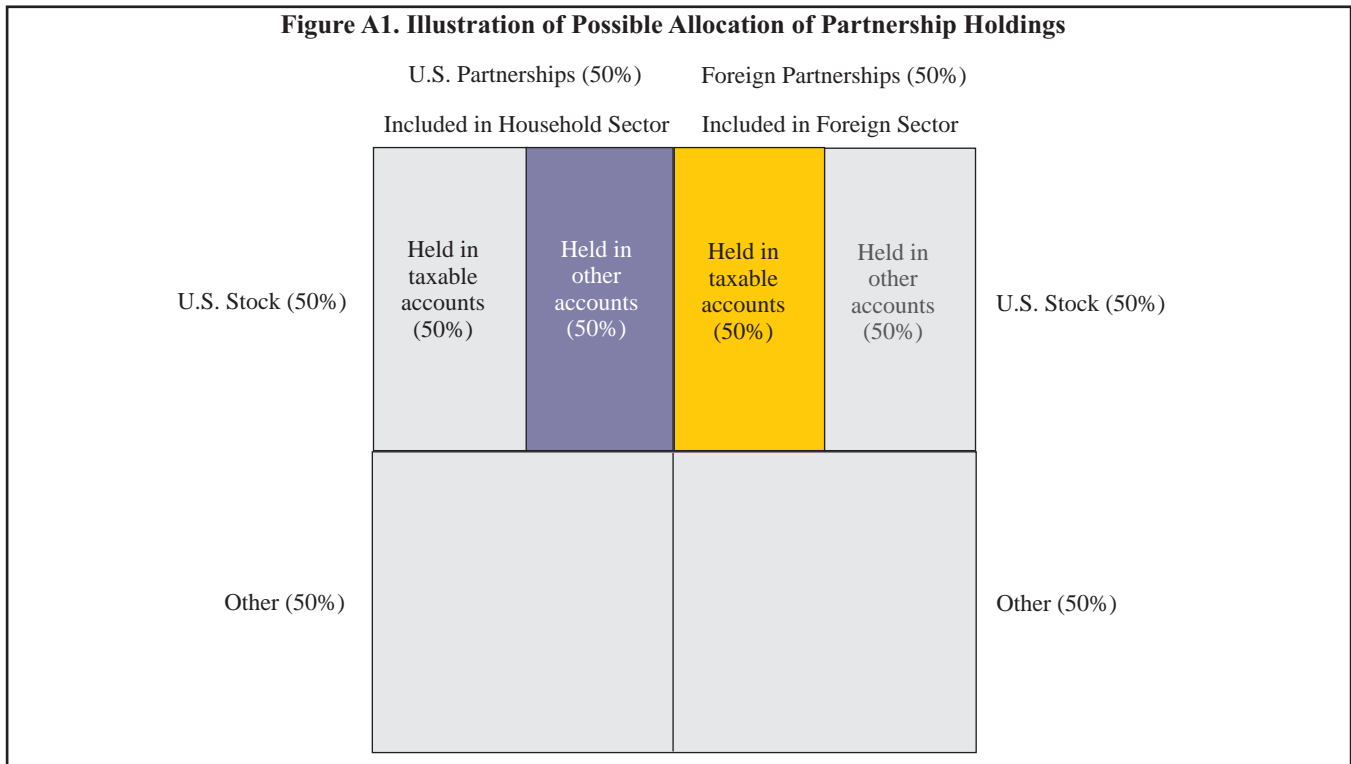 Figure A1. Illustration of Possible Allocation of Partnership Holdings
U.S. Partnerships (50%)
Foreign Partnerships (50%)
Included in Household Sector
Included in Foreign Sector
U.S. Stock (50%)
Held in
taxable
accounts
(50%)
Held in
other
accounts
(50%)
Held in
taxable
accounts
(50%)
Held in
other
accounts
(50%)
U.S. Stock (50%)
Other (50%)
Other (50%)